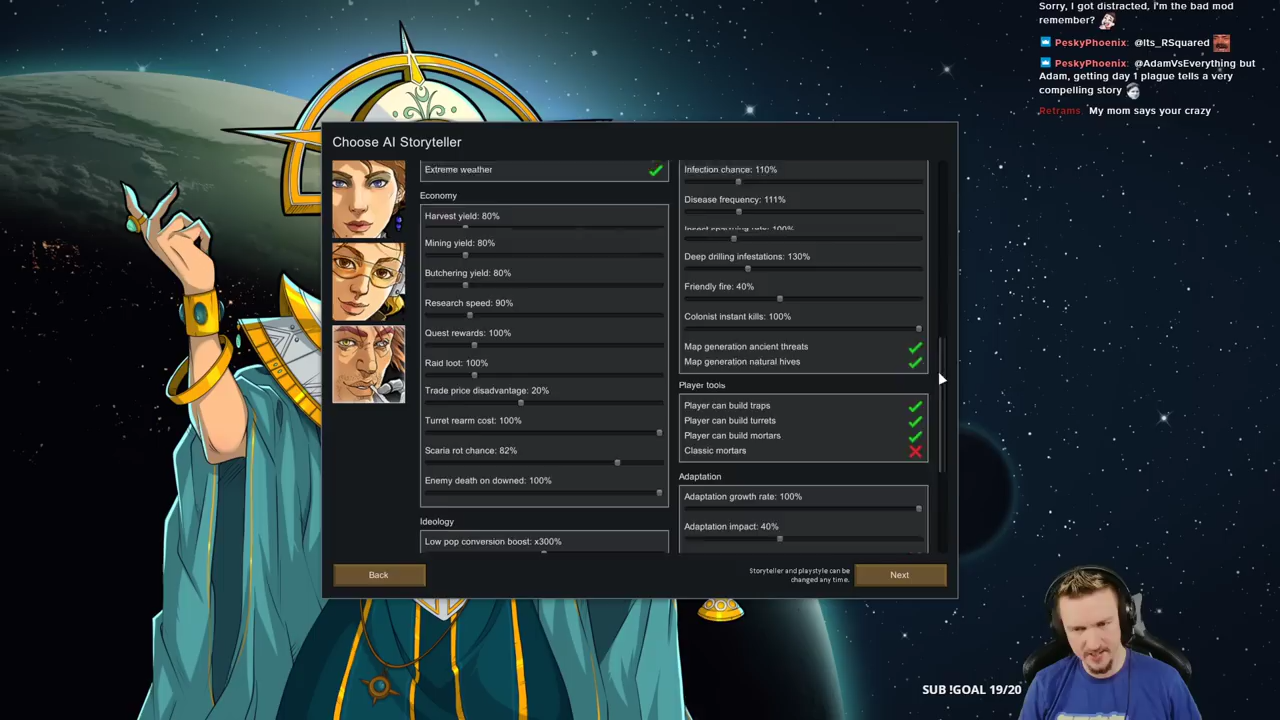 Sorry, I got distracted, i'm the bad mod
remember?
PeskyPhoenix: @Its_RSquared
PeskyPhoenix: @AdamVsEverything but
Adam, getting day 1 plague tells a very
compelling story
Retrams: My mom says your crazy
Choose AI Storyteller
Extreme weather
Economy
Harvest yield: 80%
Mining yield: 80%
Butchering yield: 80%
Research speed: 90%
Quest rewards: 100%
Raid loot: 100%
Trade price disadvantage: 20%
Turret rearm cost: 100%
Scaria rot chance: 82%
Enemy death on downed: 100%
Ideology
Low pop conversion boost: x300%
Infection chance: 110%
Disease frequency: 111%
Deep drilling infestations: 130%
Friendly fire: 40%
Colonist instant kills: 100%
Map generation ancient threats
Map generation natural hives
Player tools
Player can build traps
Player can build turrets
Player can build mortars
Classic mortars
Adaptation
Adaptation growth rate: 100%
Adaptation impact: 40%
Back
Storyteller and playstyle can be
changed any time.
Next
SUB !GOAL 19/20